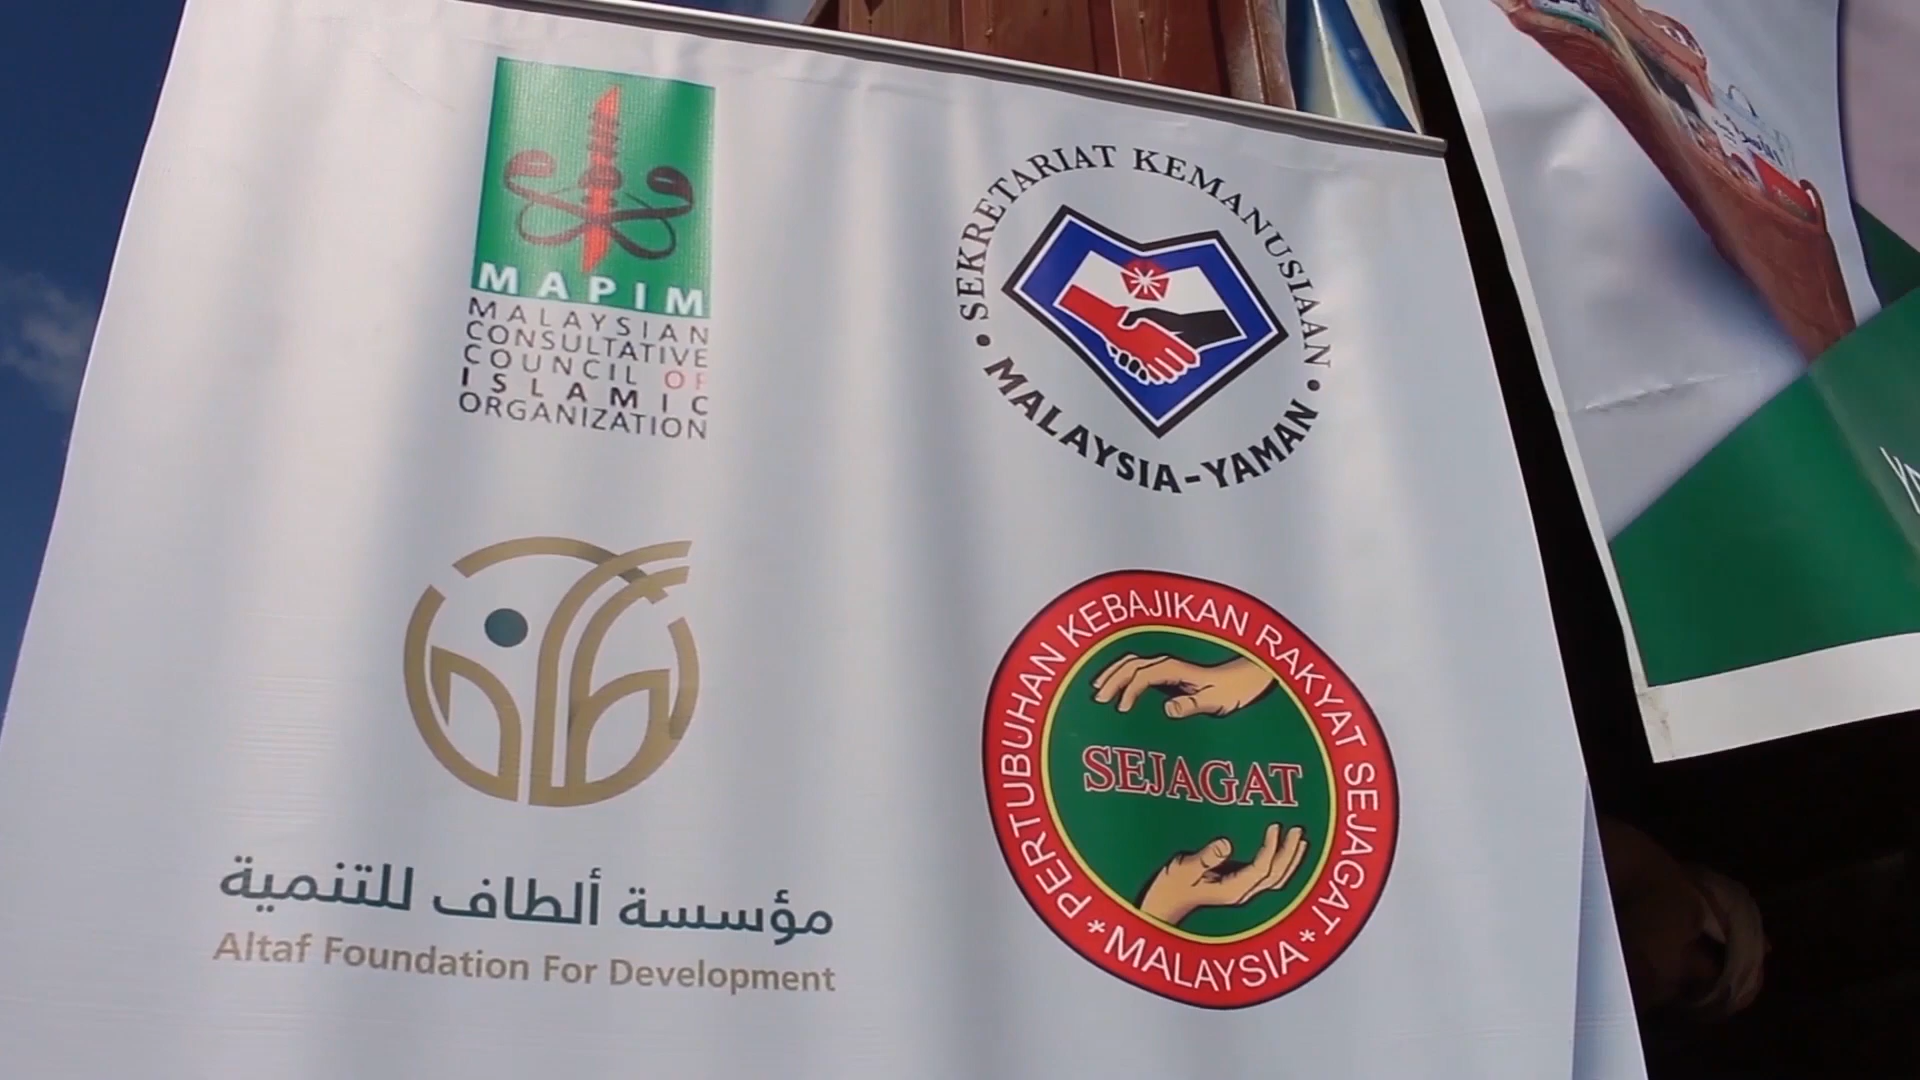 MAPIM
MALAYSIAN
CONSULTATIVE
COUNCIL OF
ISLAMIC
ORGANIZATION
SEKRETARIAT KEMANUSIAAN
• MALAYSIA-YAMAN •
مؤسسة ألطاف للتنمية
Altaf Foundation For Development
PERTUBUHAN KEBAJIKAN RAKYAT SEJAGAT
SEJAGAT
*MALAYSIA*